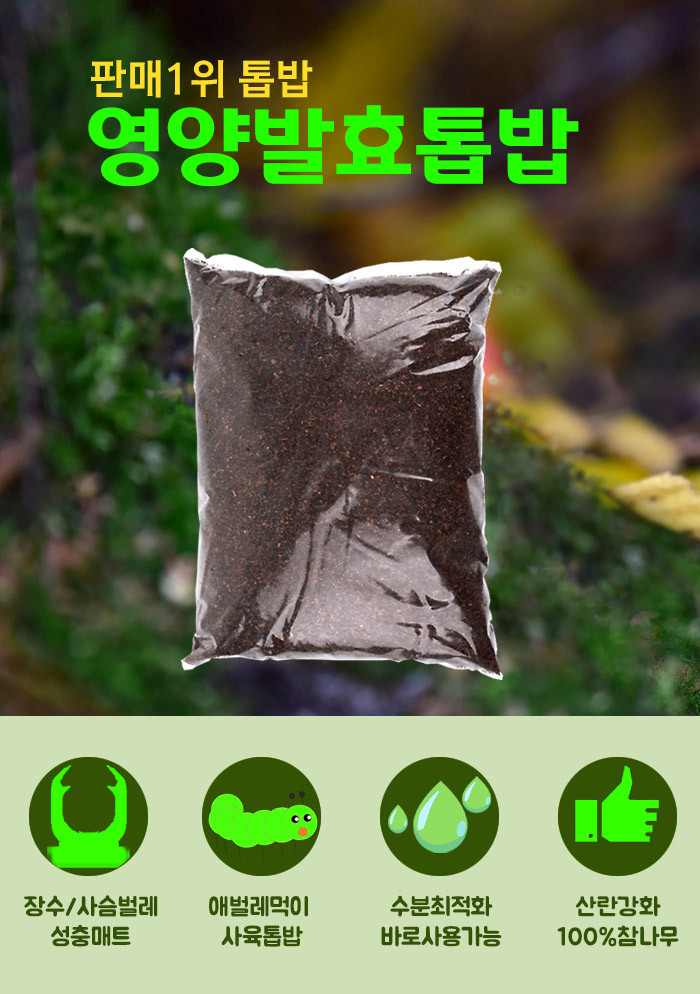 판매1위 톱밥
영양발효톱밥
장수/사슴벌레
성충매트
애벌레먹이
사육톱밥
수분최적화
바로사용가능
산란강화
100%참나무